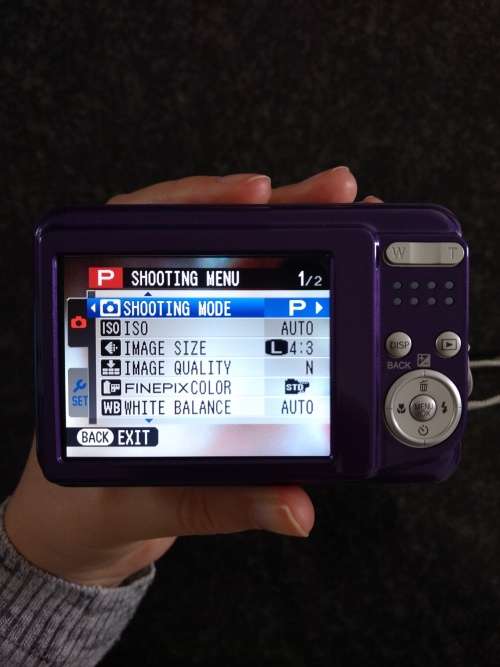 P SHOOTING MENU 1/2
SHOOTING MODE P
ISO ISO AUTO
IMAGE SIZE L 4:3
IMAGE QUALITY N
FINEPIX COLOR STD
WB WHITE BALANCE AUTO
SET
BACK EXIT
W T
DISP
BACK
MENU
OK